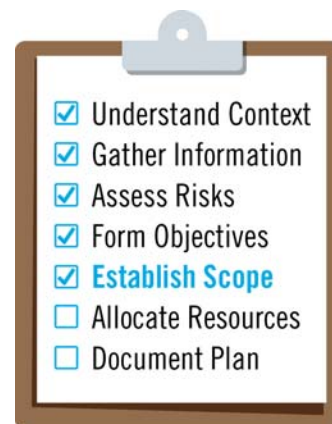 Understand Context
Gather Information
Assess Risks
Form Objectives
Establish Scope
Allocate Resources
Document Plan